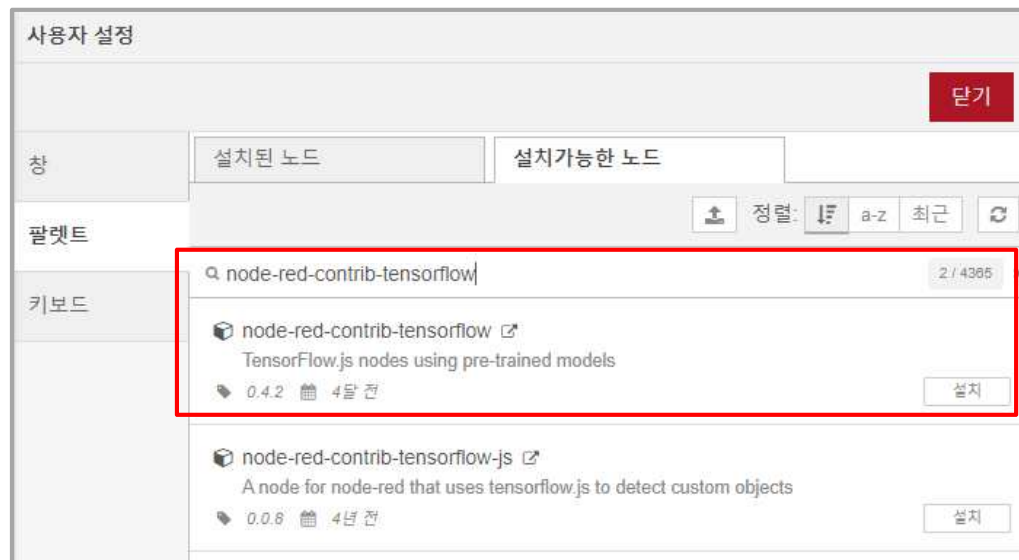 사용자 설정
닫기
창
설치된 노드
설치가능한 노드
정렬:
a-z
최근
팔렛트
node-red-contrib-tensorflow
2 / 4365
키보드
node-red-contrib-tensorflow
TensorFlow.js nodes using pre-trained models
0.4.2 4달 전
설치
node-red-contrib-tensorflow-js
A node for node-red that uses tensorflow.js to detect custom objects
0.0.8 4년 전
설치